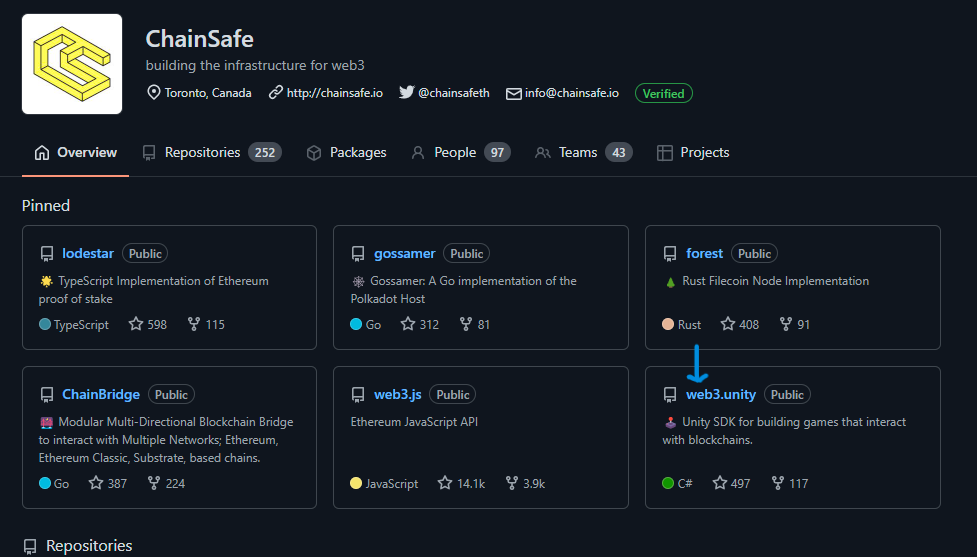 ChainSafe
building the infrastructure for web3
Toronto, Canada http://chainsafe.io @chainsafeth info@chainsafe.io Verified
Overview Repositories 252 Packages People 97 Teams 43 Projects
Pinned
lodestar Public
TypeScript Implementation of Ethereum
proof of stake
TypeScript 598 115
gossamer Public
Gossamer: A Go implementation of the
Polkadot Host
Go 312 81
forest Public
Rust Filecoin Node Implementation
Rust 408 91
ChainBridge Public
Modular Multi-Directional Blockchain Bridge
to interact with Multiple Networks; Ethereum,
Ethereum Classic, Substrate, based chains.
Go 387 224
web3.js Public
Ethereum JavaScript API
JavaScript 14.1k 3.9k
web3.unity Public
Unity SDK for building games that interact
with blockchains.
C# 497 117
Repositories